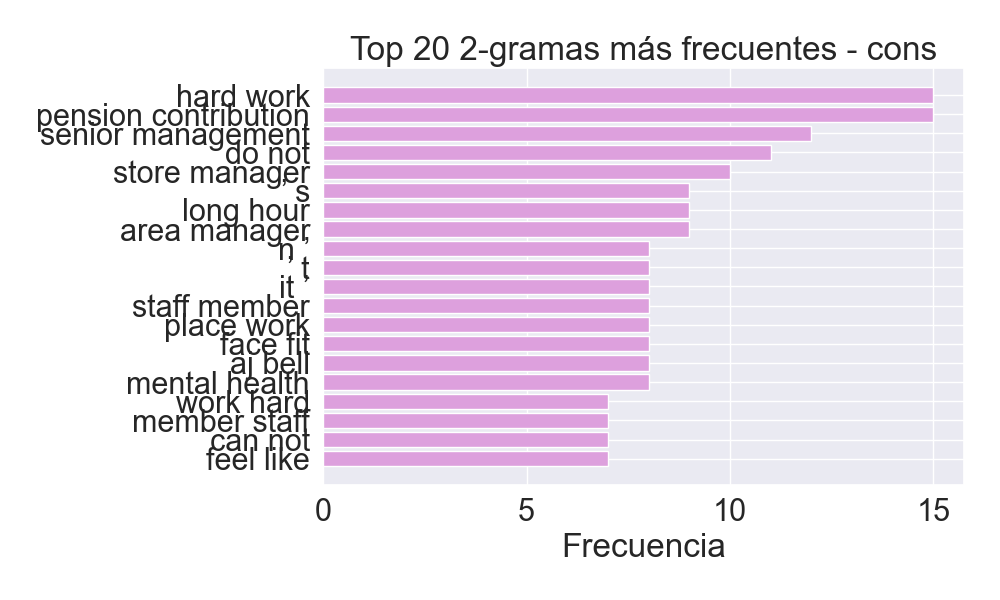 Top 20 2-gramas más frecuentes - cons
hard work
pension contribution
senior management
do not
store manager
’ s
long hour
area manager
n ’
’ t
it ’
staff member
place work
face fit
aj bell
mental health
work hard
member staff
can not
feel like
0 5 10 15
Frecuencia